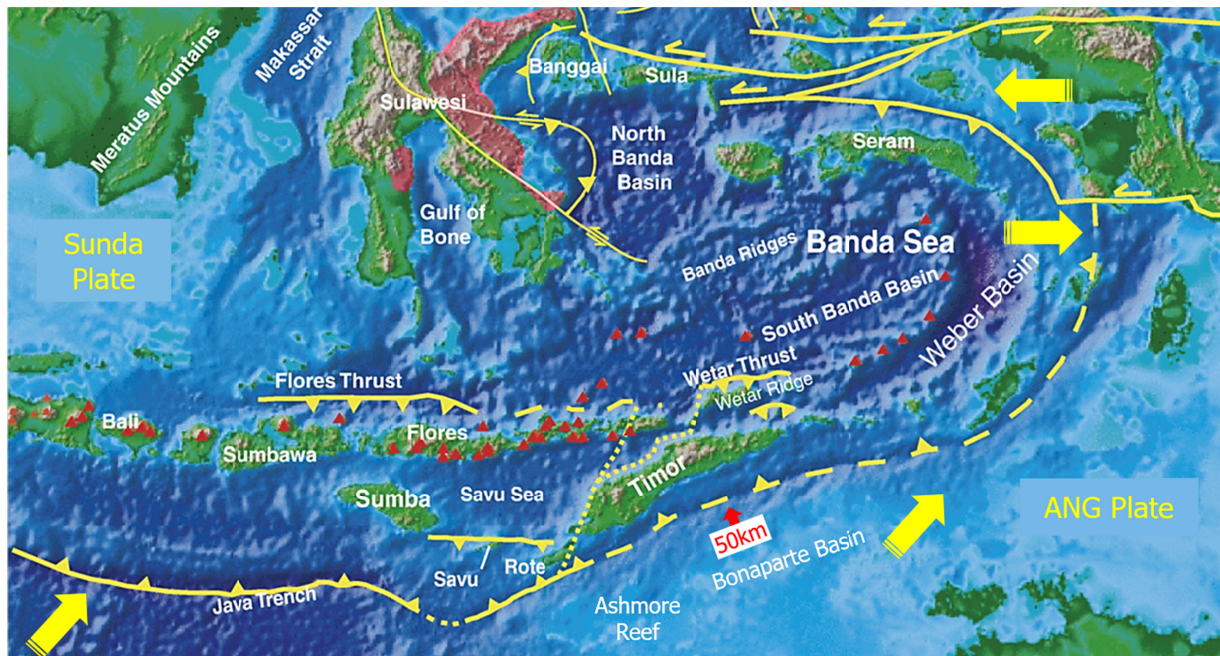 Meratus Mountains
Makassar
Strait
Sulawesi
Banggai
Sula
North
Banda
Basin
Seram
Gulf of
Bone
Sunda
Plate
Banda Ridges
Banda Sea
South Banda Basin
Weber Basin
Flores Thrust
Wetar Thrust
Wetar Ridge
Bali
Sumbawa
Flores
Sumba
Savu Sea
Timor
ANG Plate
50km
Bonaparte Basin
Savu
Rote
Java Trench
Ashmore
Reef